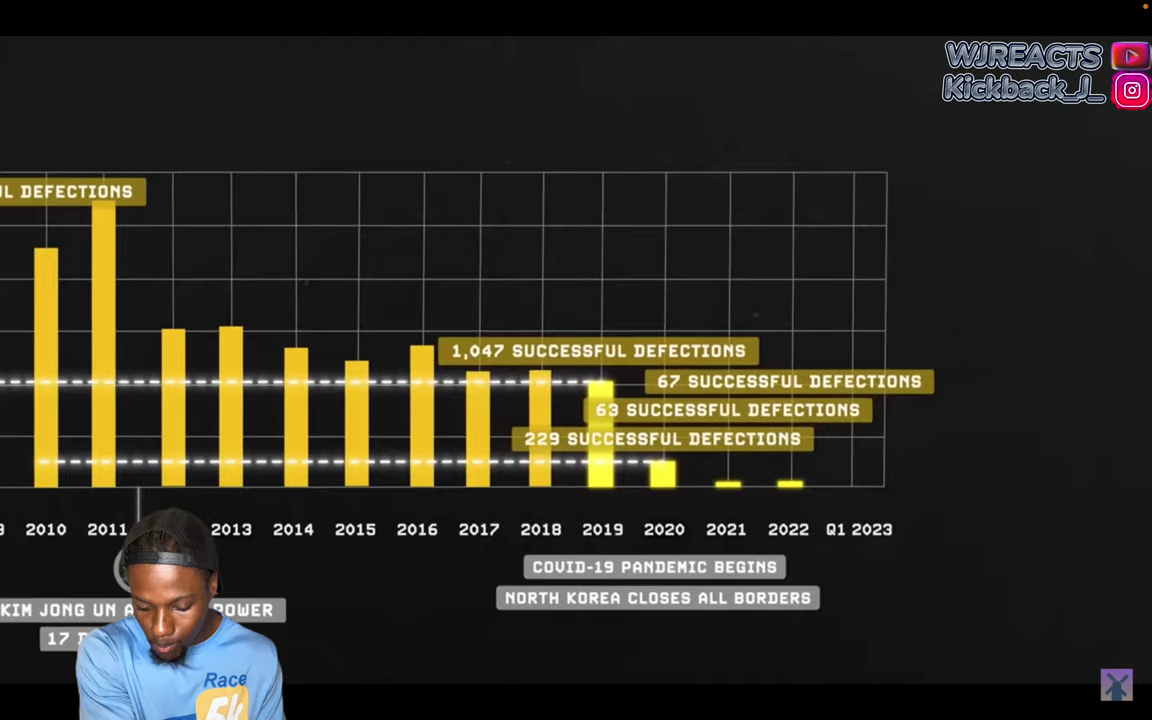 WJREACTS
Kickback_J_
UL DEFECTIONS
1,047 SUCCESSFUL DEFECTIONS
67 SUCCESSFUL DEFECTIONS
63 SUCCESSFUL DEFECTIONS
229 SUCCESSFUL DEFECTIONS
2010 2011 2013 2014 2015 2016 2017 2018 2019 2020 2021 2022 Q1 2023
COVID-19 PANDEMIC BEGINS
NORTH KOREA CLOSES ALL BORDERS
KIM JONG UN A POWER
17 D
Race
5k